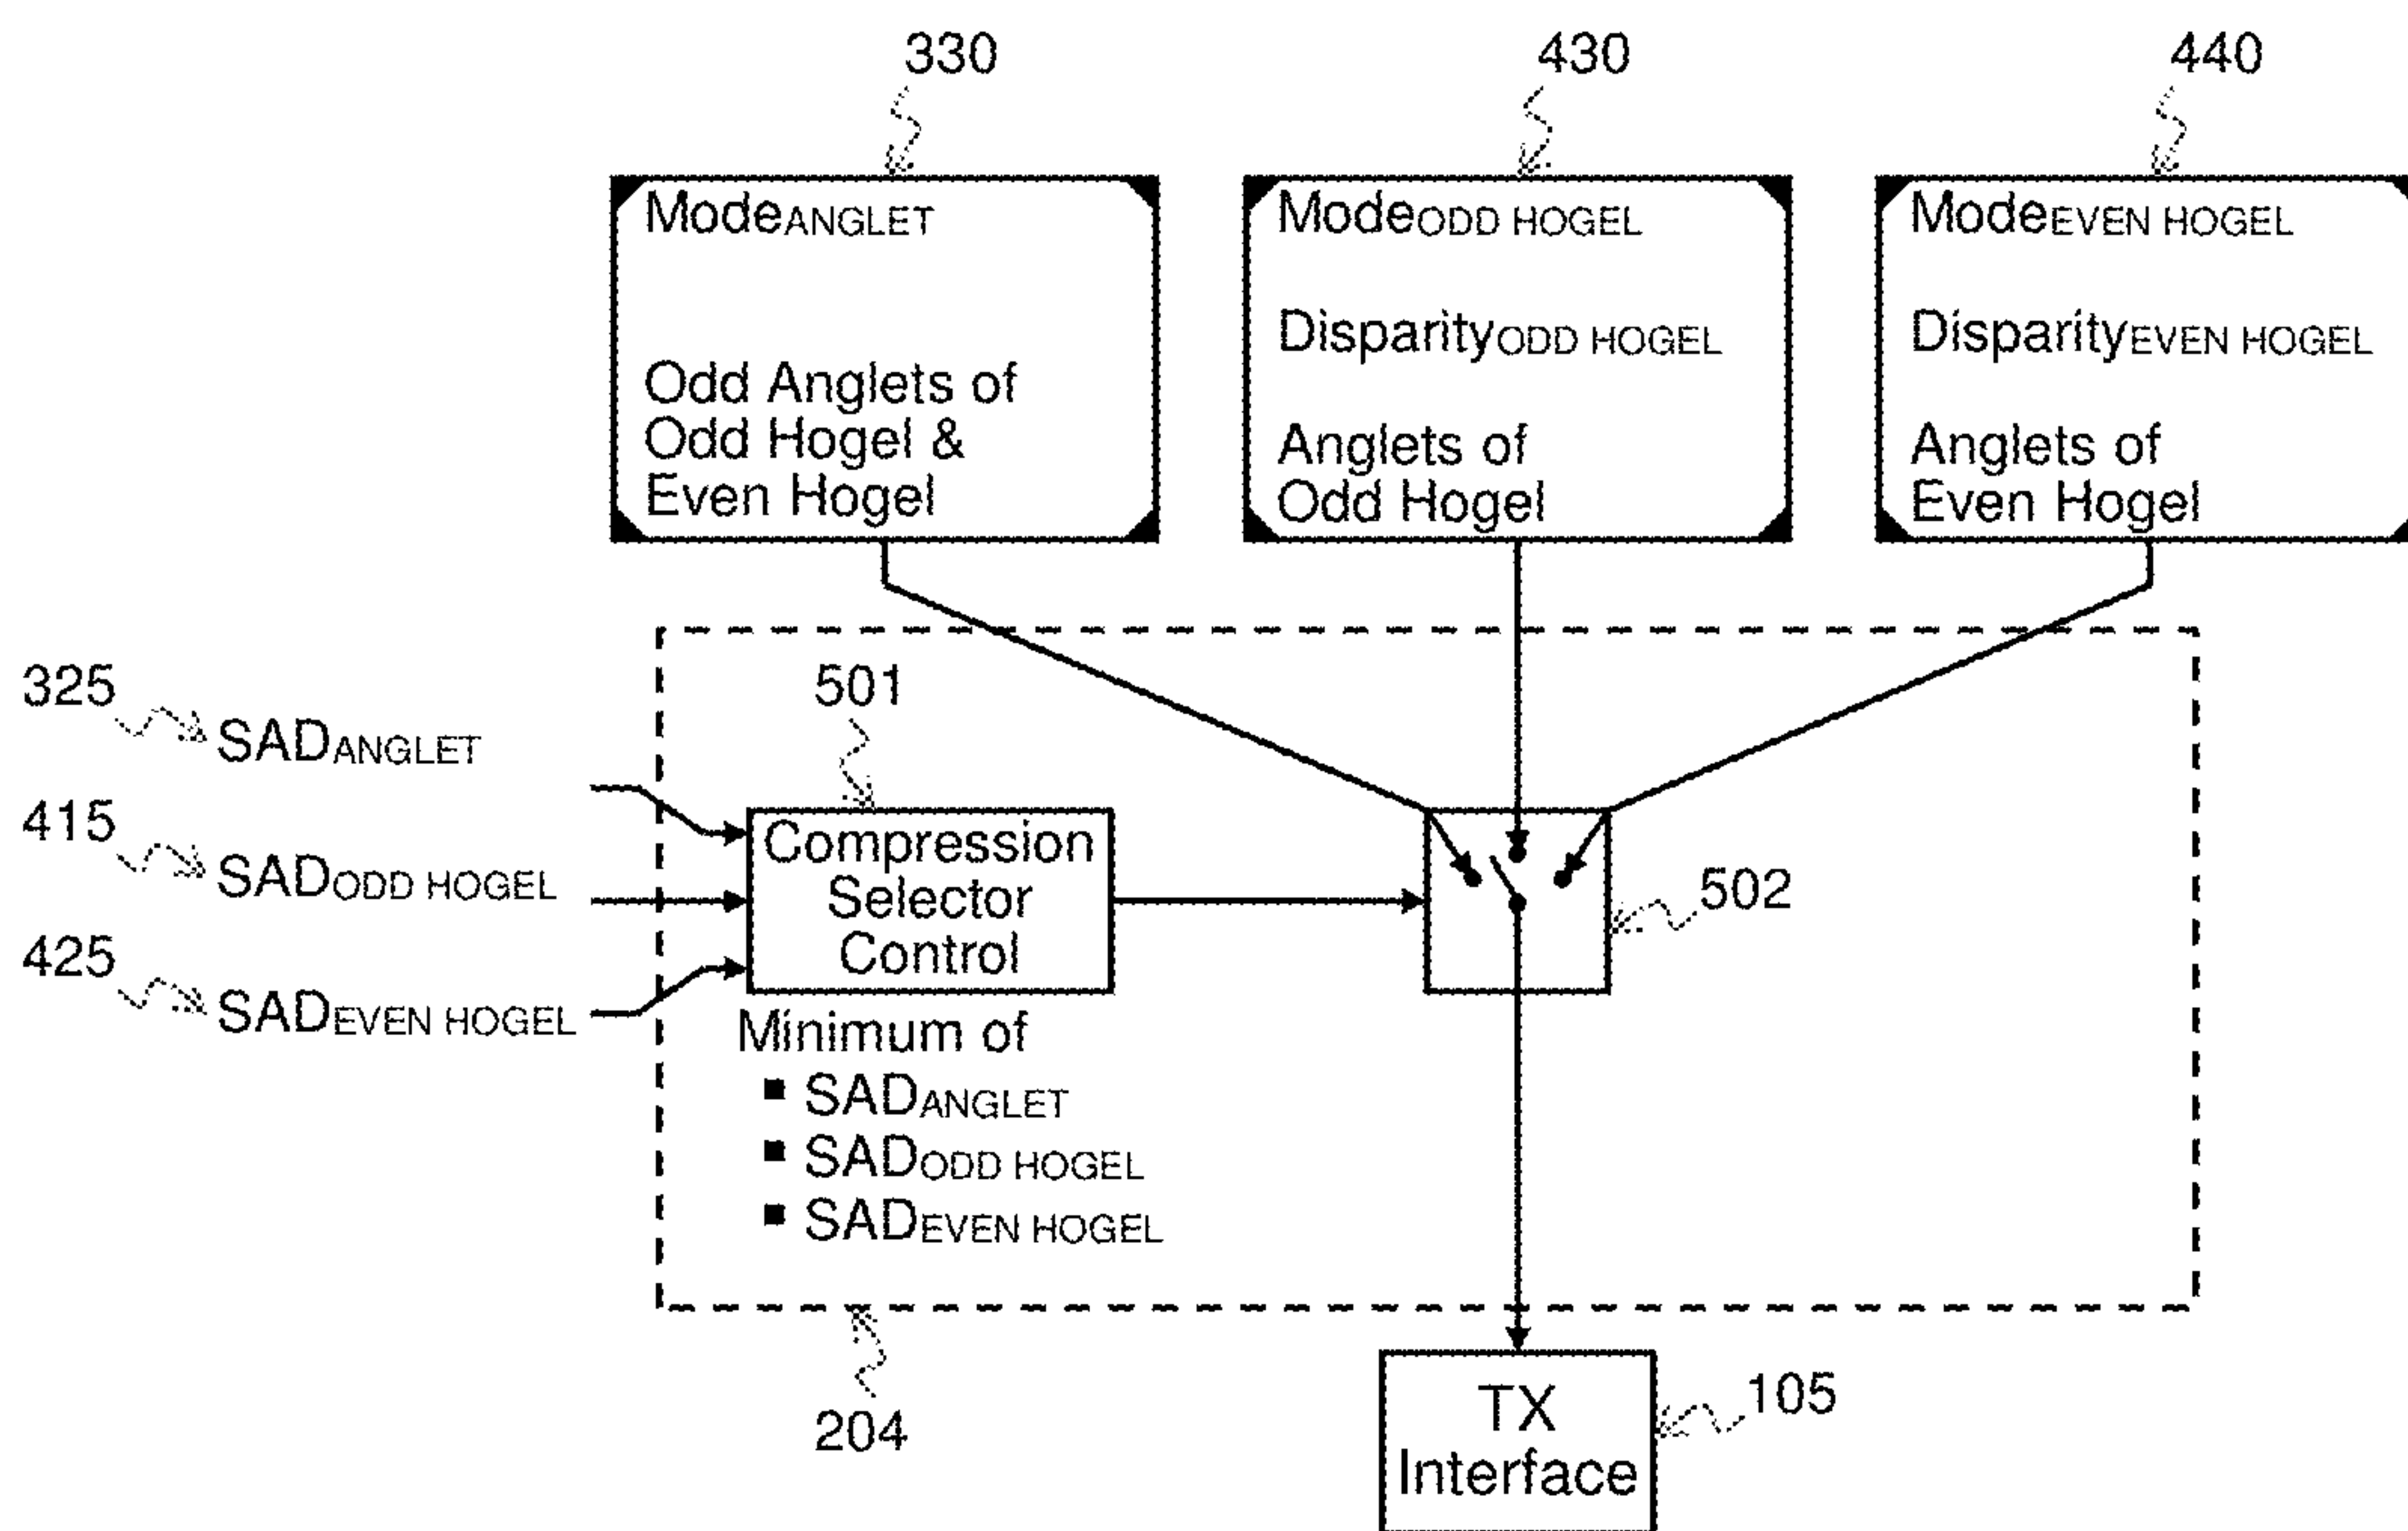 330
430
440
ModeANGLET
Odd Anglets of
Odd Hogel &
Even Hogel
ModeODD HOGEL
DisparityODD HOGEL
Anglets of
Odd Hogel
ModeEVEN HOGEL
DisparityEVEN HOGEL
Anglets of
Even Hogel
325
SADANGLET
415
SADODD HOGEL
425
SADEVEN HOGEL
501
Compression
Selector
Control
Minimum of
▪ SADANGLET
▪ SADODD HOGEL
▪ SADEVEN HOGEL
502
204
TX
Interface
105